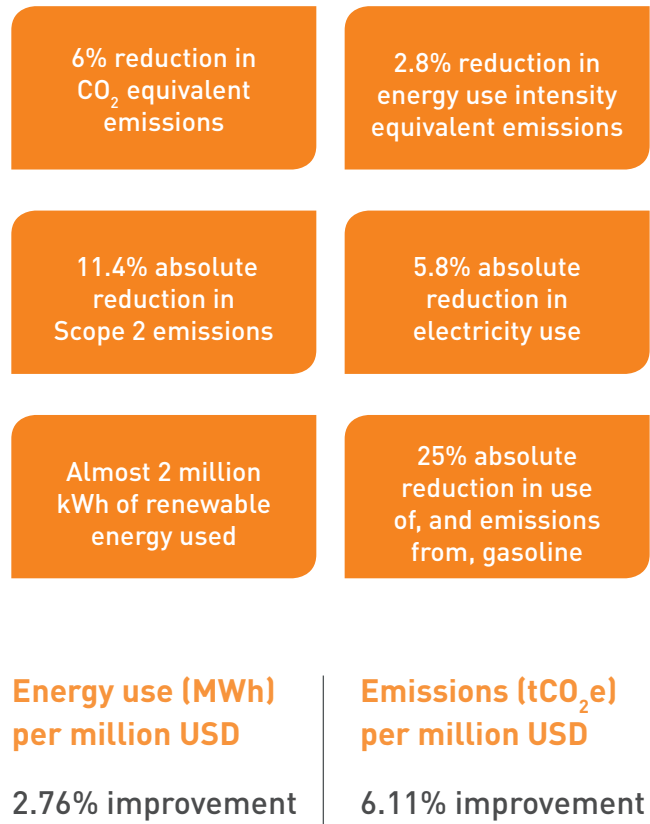 6% reduction in
CO₂ equivalent
emissions
2.8% reduction in
energy use intensity
equivalent emissions
11.4% absolute
reduction in
Scope 2 emissions
5.8% absolute
reduction in
electricity use
Almost 2 million
kWh of renewable
energy used
25% absolute
reduction in use
of, and emissions
from, gasoline
Energy use (MWh)
per million USD
2.76% improvement
Emissions (tCO₂e)
per million USD
6.11% improvement